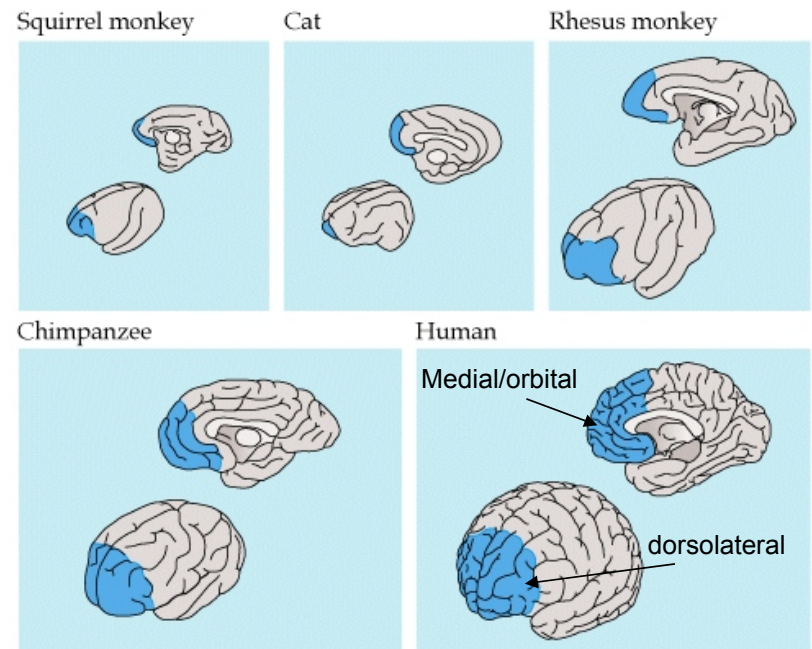 Squirrel monkey
Cat
Rhesus monkey
Chimpanzee
Human
Medial/orbital
dorsolateral